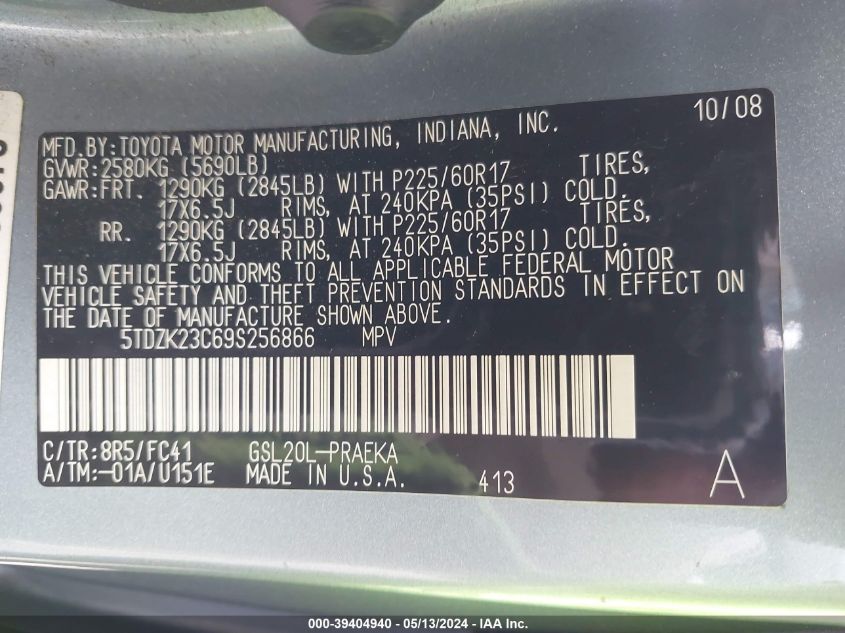 10/08
MFD.BY:TOYOTA MOTOR MANUFACTURING, INDIANA, INC.
GVWR:2580KG (5690LB)
GAWR:FRT. 1290KG (2845LB) WITH P225/60R17 TIRES,
17X6.5J RIMS, AT 240KPA (35PSI) COLD.
RR. 1290KG (2845LB) WITH P225/60R17 TIRES,
17X6.5J RIMS, AT 240KPA (35PSI) COLD.
THIS VEHICLE CONFORMS TO ALL APPLICABLE FEDERAL MOTOR
VEHICLE SAFETY AND THEFT PREVENTION STANDARDS IN EFFECT ON
THE DATE OF MANUFACTURE SHOWN ABOVE.
5TDZK23C69S256866 MPV
C/TR:8R5/FC41 GSL20L-PRAEKA
A/TM:-01A/U151E MADE IN U.S.A. 413 A
000-39404940 - 05/13/2024 - IAA Inc.